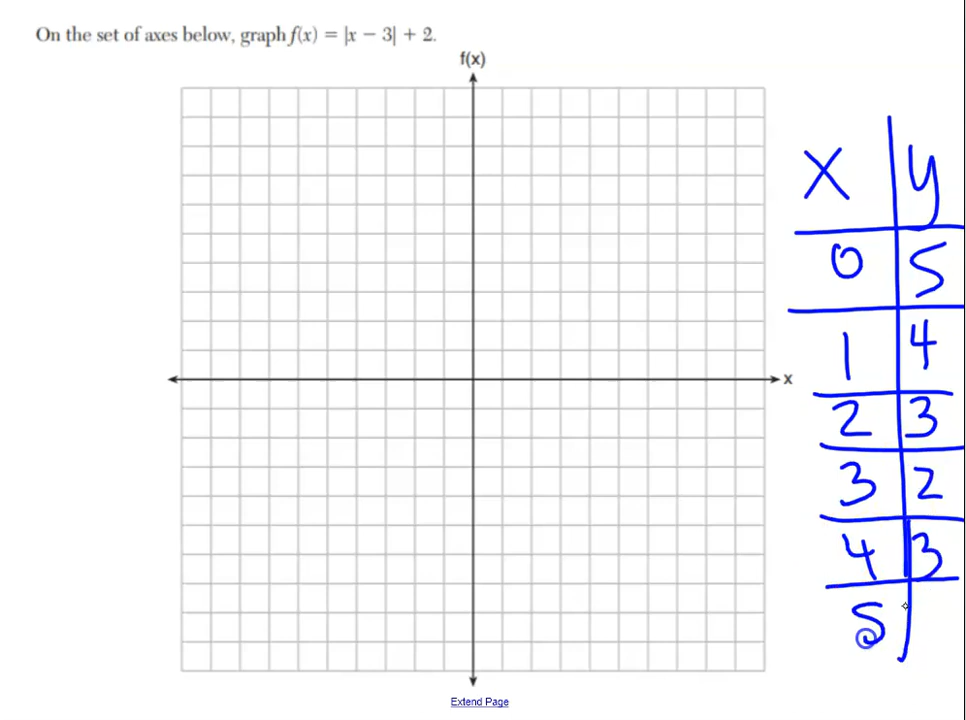 On the set of axes below, graph f(x) = |x − 3| + 2.
f(x)
x
x y
0 5
1 4
2 3
3 2
4 3
5
Extend Page